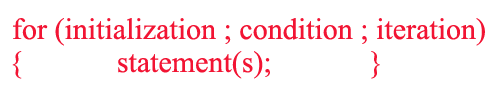 for (initialization ; condition ; iteration)
{ statement(s); }